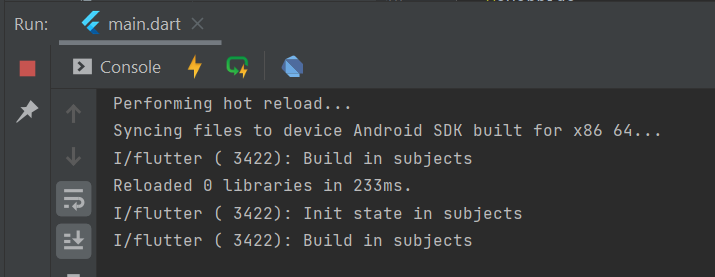 Run: main.dart
Console
Performing hot reload...
Syncing files to device Android SDK built for x86 64...
I/flutter ( 3422): Build in subjects
Reloaded 0 libraries in 233ms.
I/flutter ( 3422): Init state in subjects
I/flutter ( 3422): Build in subjects